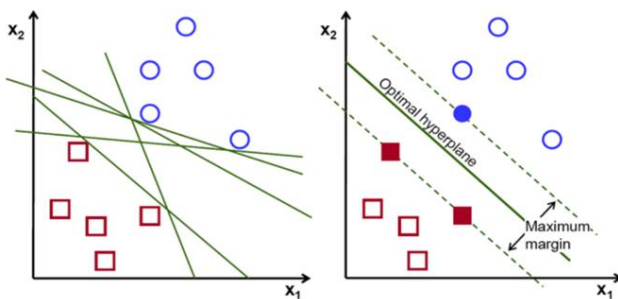 X₂
X₁
X₂
Optimal hyperplane
Maximum
margin
X₁